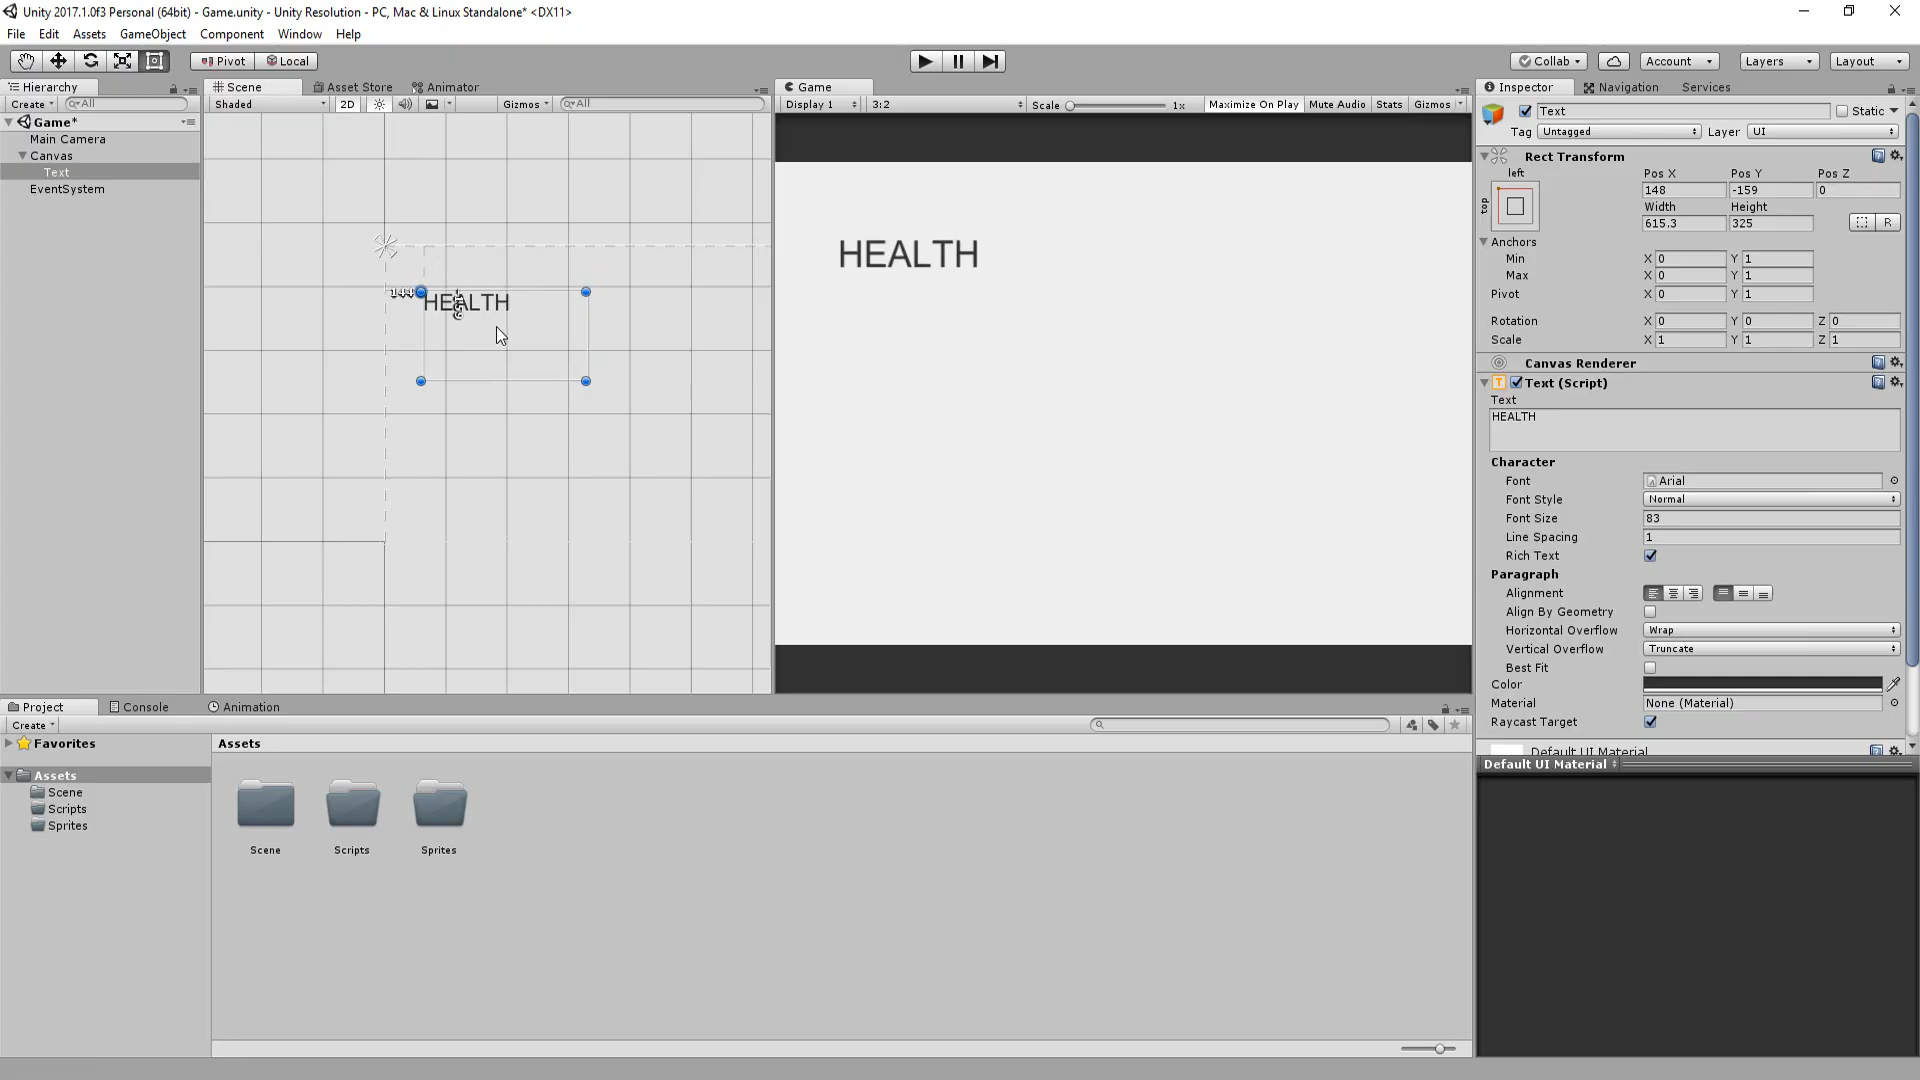 Unity 2017.1.0f3 Personal (64bit) - Game.unity - Unity Resolution - PC, Mac & Linux Standalone* <DX11>
File Edit Assets GameObject Component Window Help
Pivot Local Collab Account Layers Layout
Hierarchy
Create All
Game*
Main Camera
Canvas
Text
EventSystem
Scene Asset Store Animator
Shaded 2D Gizmos All
144
HEALTH
Game
Display 1 3:2 Scale 1x Maximize On Play Mute Audio Stats Gizmos
HEALTH
Inspector Navigation Services
Text Static
Tag Untagged Layer UI
Rect Transform
left
top
Pos X Pos Y Pos Z
148 -159 0
Width Height
615.3 325 R
Anchors
Min X 0 Y 1
Max X 0 Y 1
Pivot X 0 Y 1
Rotation X 0 Y 0 Z 0
Scale X 1 Y 1 Z 1
Canvas Renderer
Text (Script)
Text
HEALTH
Character
Font Arial
Font Style Normal
Font Size 83
Line Spacing 1
Rich Text
Paragraph
Alignment
Align By Geometry
Horizontal Overflow Wrap
Vertical Overflow Truncate
Best Fit
Color
Material None (Material)
Raycast Target
Default UI Material
Default UI Material
Project Console Animation
Create
Favorites
Assets
Scene
Scripts
Sprites
Assets
Scene Scripts Sprites